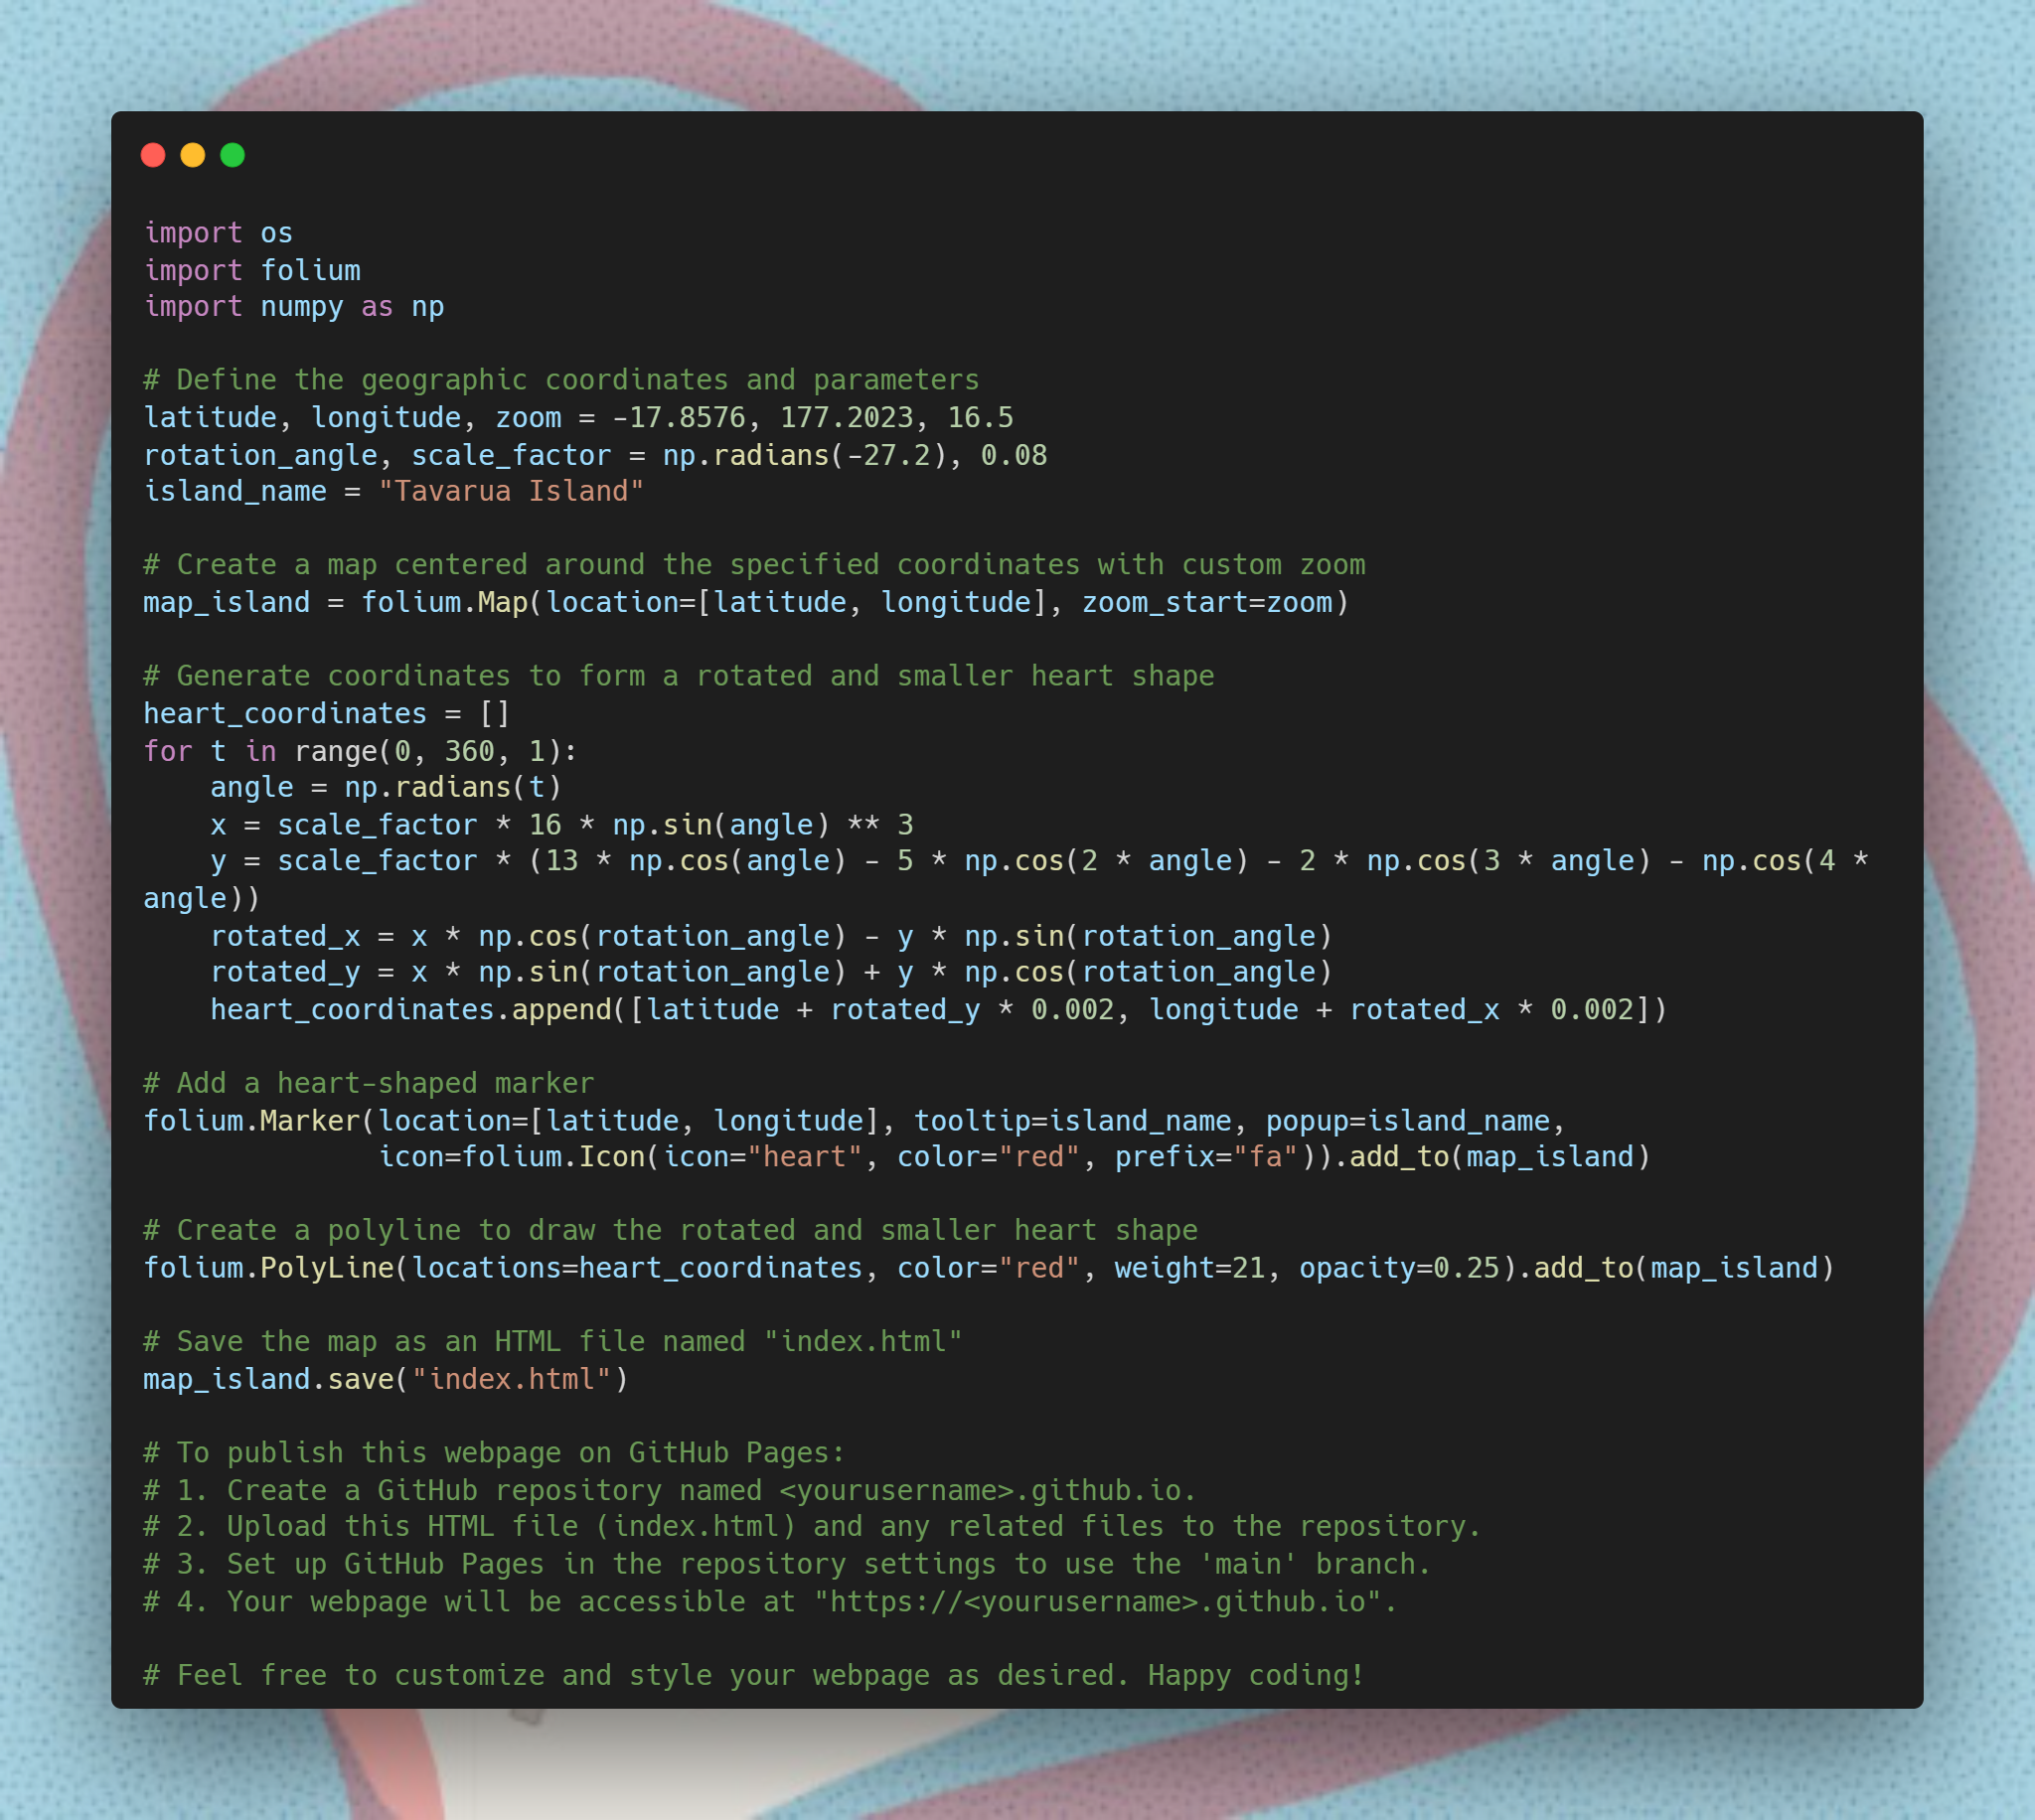 import os
import folium
import numpy as np

# Define the geographic coordinates and parameters
latitude, longitude, zoom = -17.8576, 177.2023, 16.5
rotation_angle, scale_factor = np.radians(-27.2), 0.08
island_name = "Tavarua Island"

# Create a map centered around the specified coordinates with custom zoom
map_island = folium.Map(location=[latitude, longitude], zoom_start=zoom)

# Generate coordinates to form a rotated and smaller heart shape
heart_coordinates = []
for t in range(0, 360, 1):
    angle = np.radians(t)
    x = scale_factor * 16 * np.sin(angle) ** 3
    y = scale_factor * (13 * np.cos(angle) - 5 * np.cos(2 * angle) - 2 * np.cos(3 * angle) - np.cos(4 *
angle))
    rotated_x = x * np.cos(rotation_angle) - y * np.sin(rotation_angle)
    rotated_y = x * np.sin(rotation_angle) + y * np.cos(rotation_angle)
    heart_coordinates.append([latitude + rotated_y * 0.002, longitude + rotated_x * 0.002])

# Add a heart-shaped marker
folium.Marker(location=[latitude, longitude], tooltip=island_name, popup=island_name,
              icon=folium.Icon(icon="heart", color="red", prefix="fa")).add_to(map_island)

# Create a polyline to draw the rotated and smaller heart shape
folium.PolyLine(locations=heart_coordinates, color="red", weight=21, opacity=0.25).add_to(map_island)

# Save the map as an HTML file named "index.html"
map_island.save("index.html")

# To publish this webpage on GitHub Pages:
# 1. Create a GitHub repository named <yourusername>.github.io.
# 2. Upload this HTML file (index.html) and any related files to the repository.
# 3. Set up GitHub Pages in the repository settings to use the 'main' branch.
# 4. Your webpage will be accessible at "https://<yourusername>.github.io".

# Feel free to customize and style your webpage as desired. Happy coding!